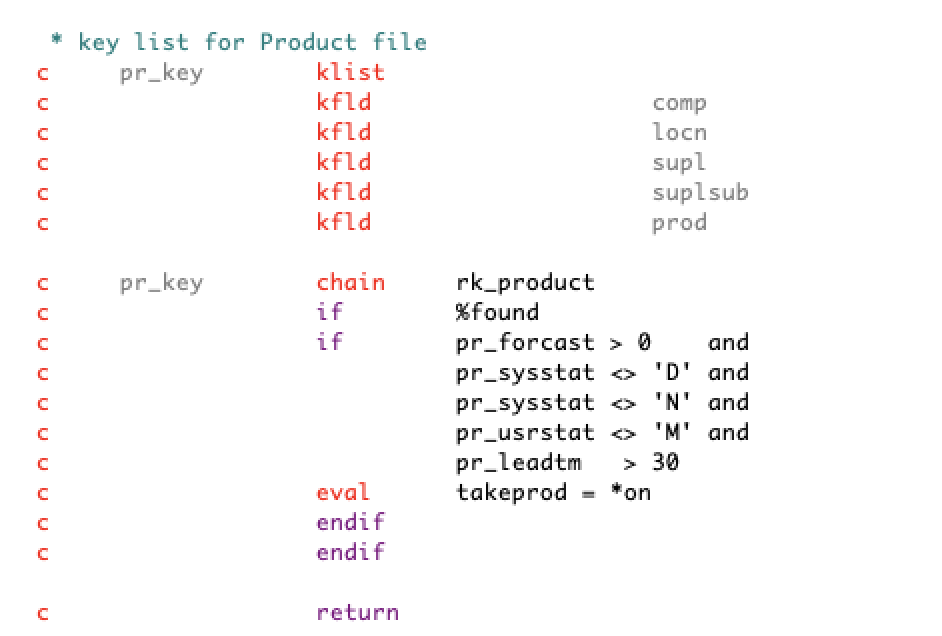 * key list for Product file
c pr_key klist
c kfld comp
c kfld locn
c kfld supl
c kfld suplsub
c kfld prod
c pr_key chain rk_product
c if %found
c if pr_forcast > 0 and
c pr_sysstat <> 'D' and
c pr_sysstat <> 'N' and
c pr_usrstat <> 'M' and
c pr_leadtm > 30
c eval takeprod = *on
c endif
c endif
c return